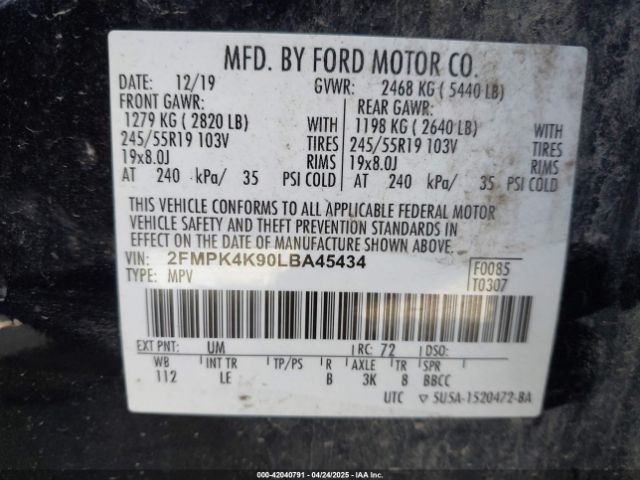 MFD. BY FORD MOTOR CO.
DATE: 12/19 GVWR: 2468 KG ( 5440 LB)
FRONT GAWR: REAR GAWR:
1279 KG ( 2820 LB) WITH 1198 KG ( 2640 LB) WITH
245/55R19 103V TIRES 245/55R19 103V TIRES
19x8.0J RIMS 19x8.0J RIMS
AT 240 kPa/ 35 PSI COLD AT 240 kPa/ 35 PSI COLD
THIS VEHICLE CONFORMS TO ALL APPLICABLE FEDERAL MOTOR
VEHICLE SAFETY AND THEFT PREVENTION STANDARDS IN
EFFECT ON THE DATE OF MANUFACTURE SHOWN ABOVE.
VIN: 2FMPK4K90LBA45434 F0085
TYPE: MPV T0307
EXT PNT: UM RC: 72 DSO:
WB INT TR TP/PS R AXLE TR SPR
112 LE B 3K 8 BBCC
UTC ▽ SU5A-1520472-BA
000-42040791 - 04/24/2025 - IAAI.COM